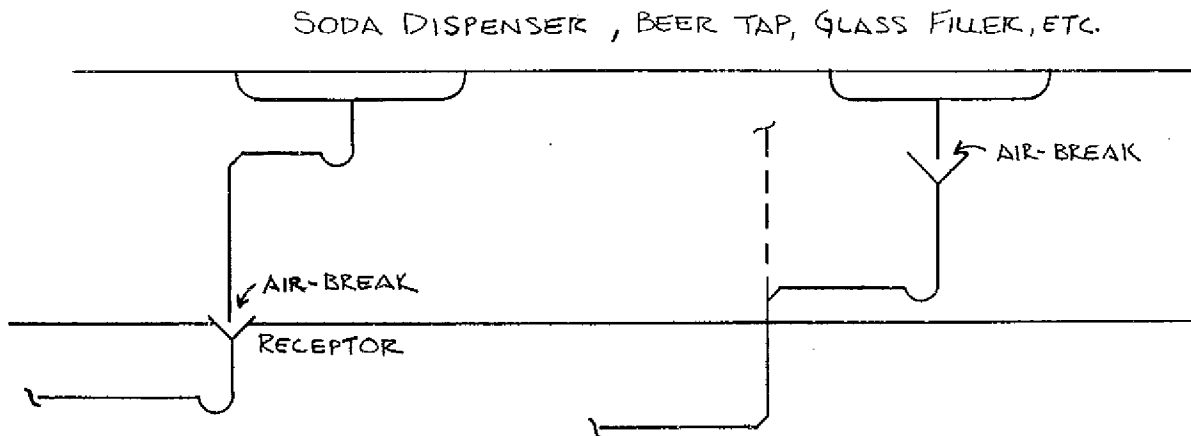 SODA DISPENSER, BEER TAP, GLASS FILLER, ETC.
AIR-BREAK
AIR-BREAK
RECEPTOR